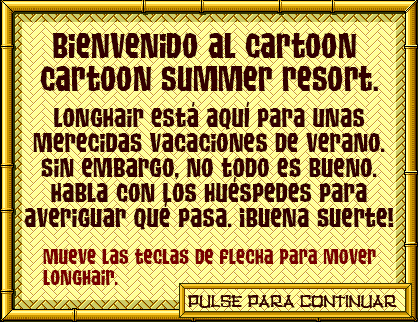 Bienvenido al Cartoon
Cartoon Summer Resort.
Longhair está aquí para unas
merecidas vacaciones de verano.
Sin embargo, no todo es bueno.
Habla con los huéspedes para
averiguar qué pasa. ¡Buena suerte!
Mueve las teclas de flecha para mover
Longhair.
PULSE PARA CONTINUAR